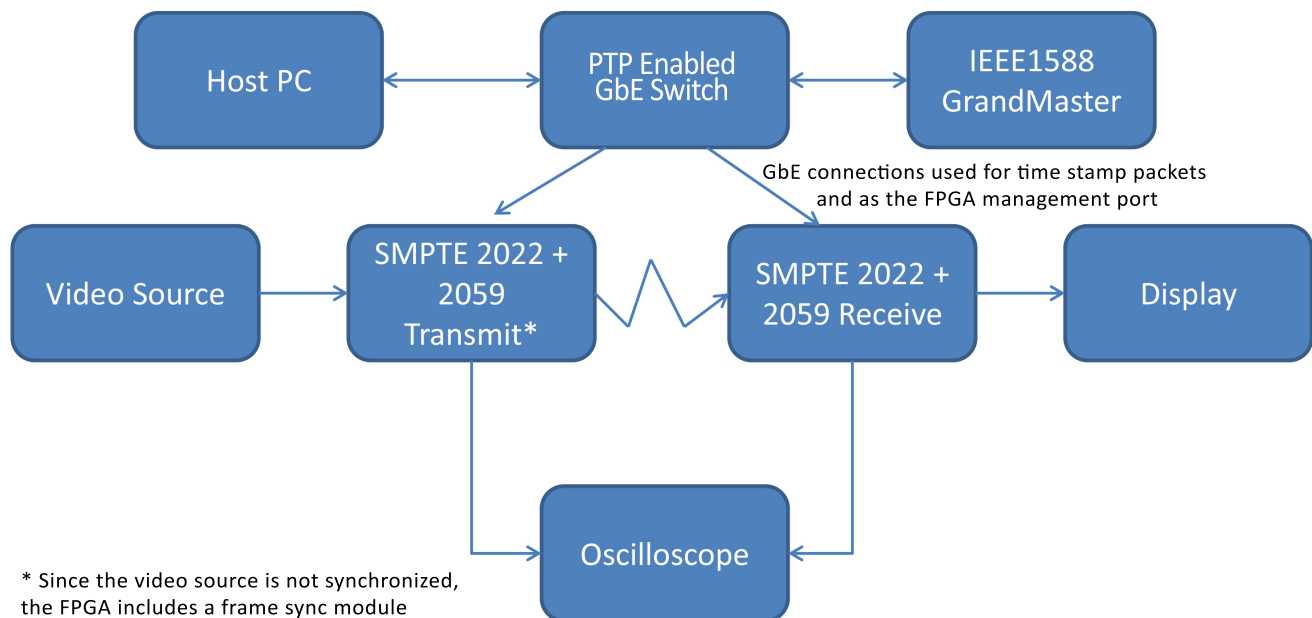 Host PC
PTP Enabled
GbE Switch
IEEE1588
GrandMaster
GbE connections used for time stamp packets
and as the FPGA management port
Video Source
SMPTE 2022 +
2059
Transmit*
SMPTE 2022 +
2059 Receive
Display
Oscilloscope
* Since the video source is not synchronized,
the FPGA includes a frame sync module